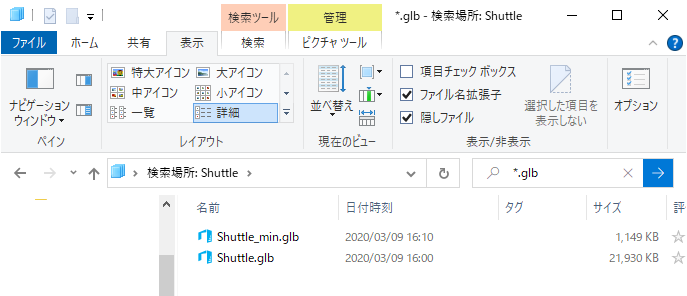 検索ツール 管理 *.glb - 検索場所: Shuttle
ファイル ホーム 共有 表示 検索 ピクチャ ツール
特大アイコン 大アイコン
中アイコン 小アイコン
一覧 詳細
ナビゲーション
ウィンドウ
並べ替え
項目チェック ボックス
ファイル名拡張子
隠しファイル
選択した項目を
表示しない
オプション
ペイン レイアウト 現在のビュー 表示/非表示
検索場所: Shuttle
*.glb
名前 日付時刻 タグ サイズ 評
Shuttle_min.glb 2020/03/09 16:10 1,149 KB
Shuttle.glb 2020/03/09 16:00 21,930 KB